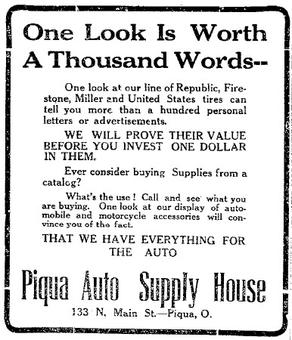 One Look Is Worth
A Thousand Words--
One look at our line of Republic, Fire-
stone, Miller and United States tires can
tell you more than a hundred personal
letters or advertisements.
WE WILL PROVE THEIR VALUE
BEFORE YOU INVEST ONE DOLLAR
IN THEM.
Ever consider buying Supplies from a
catalog?
What's the use! Call and see what you
are buying. One look at our display of auto-
mobile and motorcycle accessories will con-
vince you of the fact.
THAT WE HAVE EVERYTHING FOR
THE AUTO
Piqua Auto Supply House
133 N. Main St.—Piqua, O.